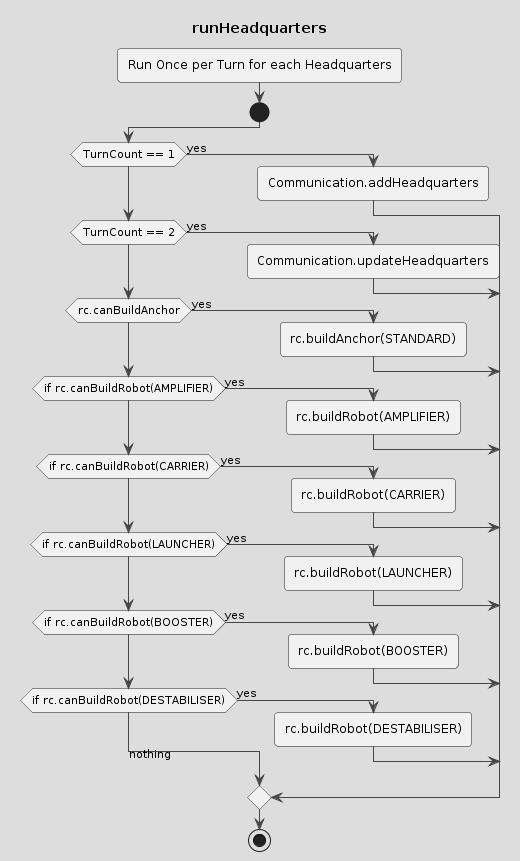 runHeadquarters
Run Once per Turn for each Headquarters
TurnCount == 1
yes
Communication.addHeadquarters
TurnCount == 2
yes
Communication.updateHeadquarters
rc.canBuildAnchor
yes
rc.buildAnchor(STANDARD)
if rc.canBuildRobot(AMPLIFIER)
yes
rc.buildRobot(AMPLIFIER)
if rc.canBuildRobot(CARRIER)
yes
rc.buildRobot(CARRIER)
if rc.canBuildRobot(LAUNCHER)
yes
rc.buildRobot(LAUNCHER)
if rc.canBuildRobot(BOOSTER)
yes
rc.buildRobot(BOOSTER)
if rc.canBuildRobot(DESTABILISER)
yes
rc.buildRobot(DESTABILISER)
nothing